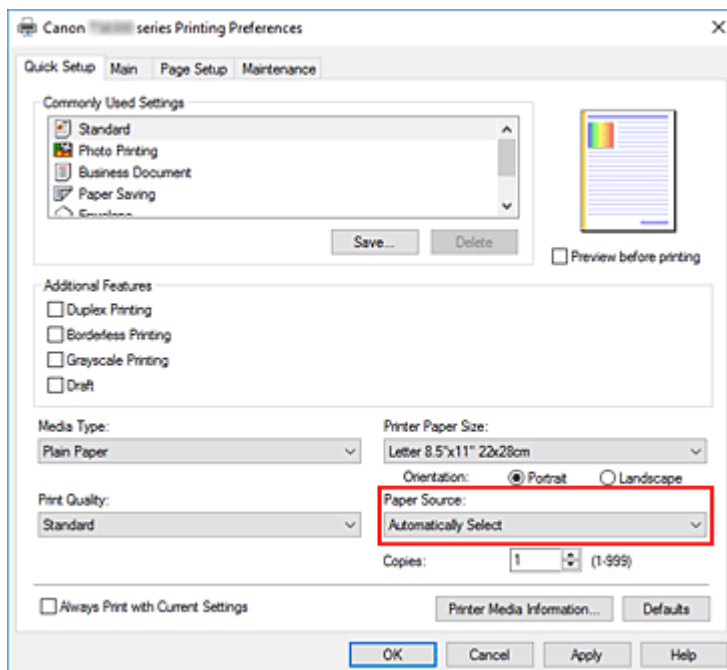 Canon series Printing Preferences
Quick Setup Main Page Setup Maintenance
Commonly Used Settings
Standard
Photo Printing
Business Document
Paper Saving
Envelope
Save... Delete
Preview before printing
Additional Features
Duplex Printing
Borderless Printing
Grayscale Printing
Draft
Media Type: Printer Paper Size:
Plain Paper Letter 8.5"x11" 22x28cm
Orientation: Portrait Landscape
Print Quality: Paper Source:
Standard Automatically Select
Copies: 1 (1-999)
Always Print with Current Settings Printer Media Information... Defaults
OK Cancel Apply Help